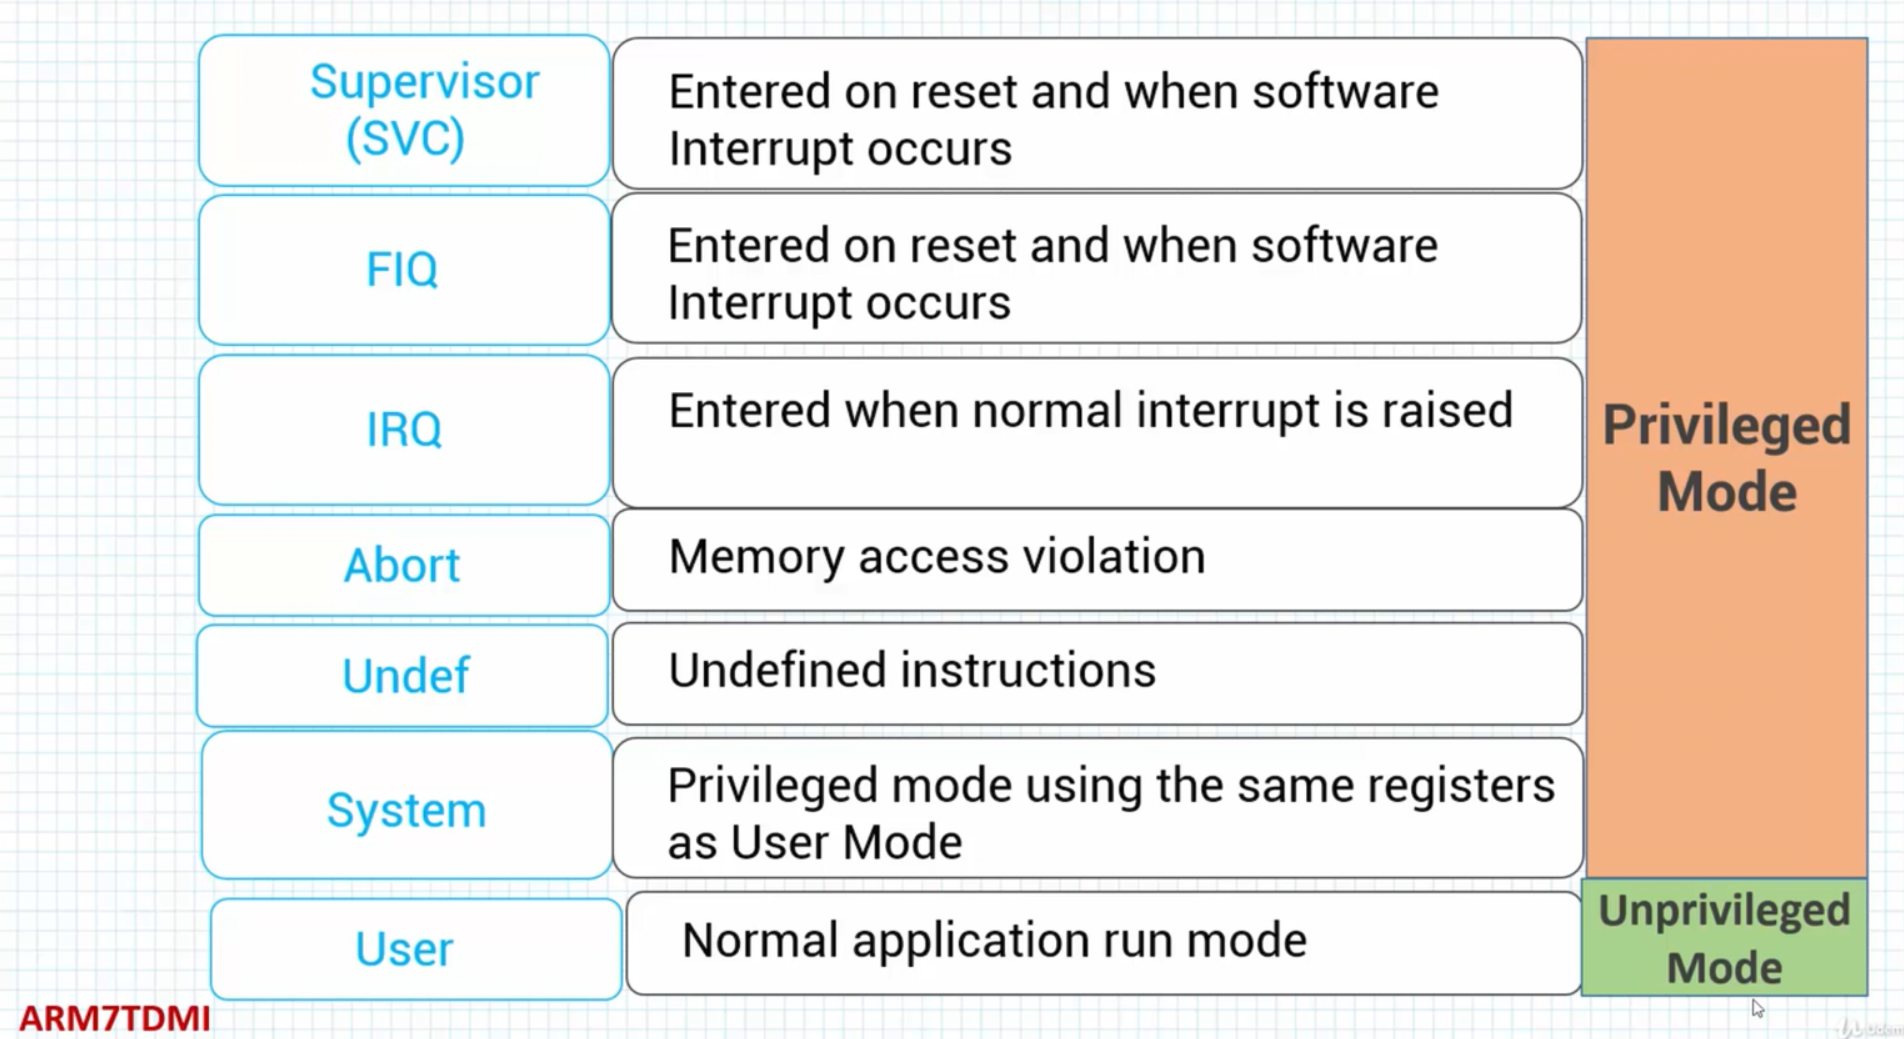 Supervisor
(SVC)
Entered on reset and when software
Interrupt occurs
FIQ
Entered on reset and when software
Interrupt occurs
IRQ
Entered when normal interrupt is raised
Abort
Memory access violation
Undef
Undefined instructions
System
Privileged mode using the same registers
as User Mode
User
Normal application run mode
Privileged
Mode
Unprivileged
Mode
ARM7TDMI